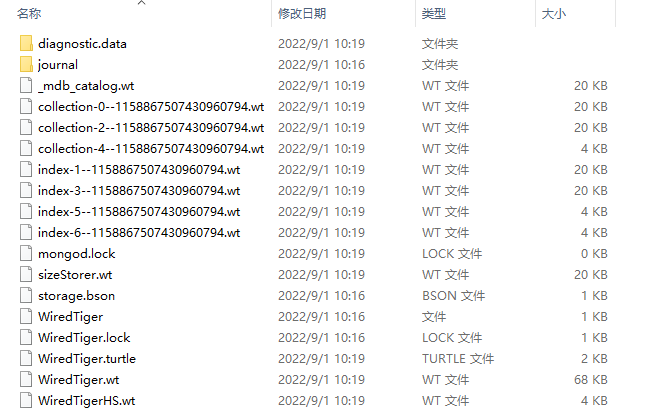 名称 修改日期 类型 大小
diagnostic.data 2022/9/1 10:19 文件夹
journal 2022/9/1 10:16 文件夹
_mdb_catalog.wt 2022/9/1 10:19 WT 文件 20 KB
collection-0--1158867507430960794.wt 2022/9/1 10:19 WT 文件 20 KB
collection-2--1158867507430960794.wt 2022/9/1 10:19 WT 文件 20 KB
collection-4--1158867507430960794.wt 2022/9/1 10:19 WT 文件 4 KB
index-1--1158867507430960794.wt 2022/9/1 10:19 WT 文件 20 KB
index-3--1158867507430960794.wt 2022/9/1 10:19 WT 文件 20 KB
index-5--1158867507430960794.wt 2022/9/1 10:19 WT 文件 4 KB
index-6--1158867507430960794.wt 2022/9/1 10:19 WT 文件 4 KB
mongod.lock 2022/9/1 10:19 LOCK 文件 0 KB
sizeStorer.wt 2022/9/1 10:19 WT 文件 20 KB
storage.bson 2022/9/1 10:16 BSON 文件 1 KB
WiredTiger 2022/9/1 10:16 文件 1 KB
WiredTiger.lock 2022/9/1 10:16 LOCK 文件 1 KB
WiredTiger.turtle 2022/9/1 10:19 TURTLE 文件 2 KB
WiredTiger.wt 2022/9/1 10:19 WT 文件 68 KB
WiredTigerHS.wt 2022/9/1 10:19 WT 文件 4 KB